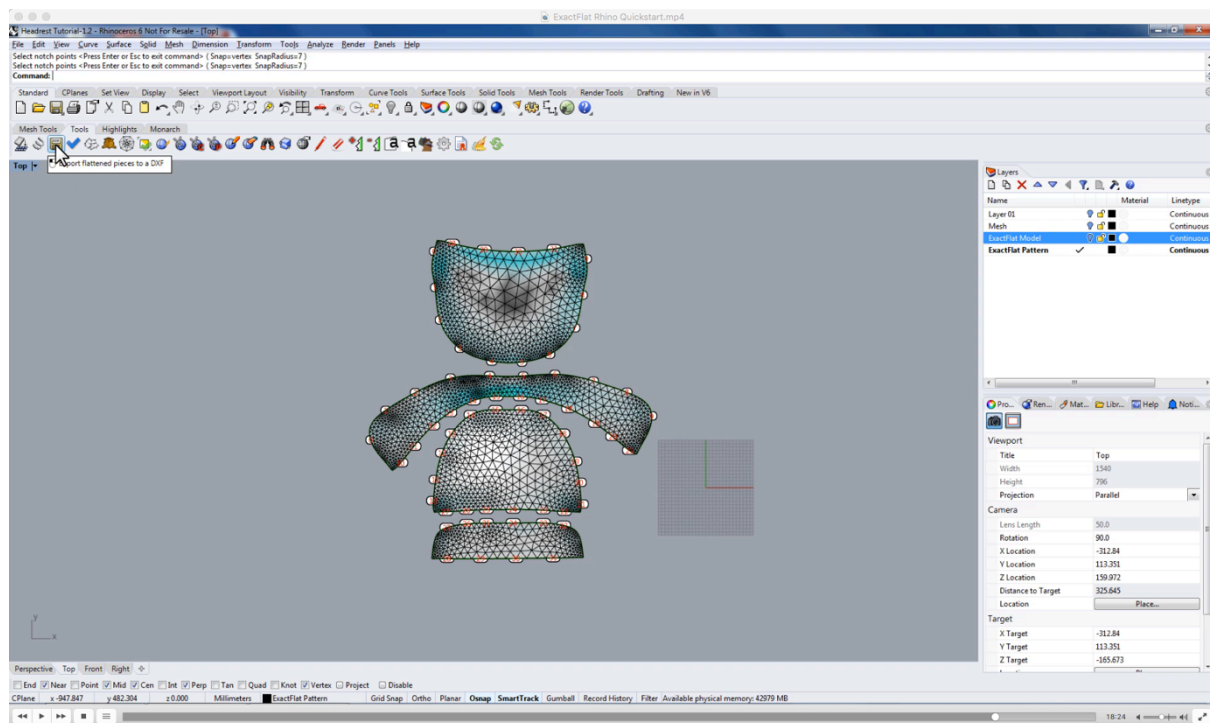 ExactFlat Rhino Quickstart.mp4
Headrest Tutorial-1.2 - Rhinoceros 6 Not For Resale - [Top]
File Edit View Curve Surface Solid Mesh Dimension Transform Tools Analyze Render Panels Help
Select notch points <Press Enter or Esc to exit command> ( Snap=vertex SnapRadius=7 )
Select notch points <Press Enter or Esc to exit command> ( Snap=vertex SnapRadius=7 )
Command:
Standard CPlanes Set View Display Select Viewport Layout Visibility Transform Curve Tools Surface Tools Solid Tools Mesh Tools Render Tools Drafting New in V6
Mesh Tools Tools Highlights Monarch
Top
Export flattened pieces to a DXF
Layers
Name Material Linetype
Layer 01 Continuous
Mesh Continuous
ExactFlat Model Continuous
ExactFlat Pattern Continuous
Pro... Ren... Mat... Libr... Help Noti...
Viewport
Title Top
Width 1540
Height 796
Projection Parallel
Camera
Lens Length 50.0
Rotation 90.0
X Location -312.84
Y Location 113.351
Z Location 159.972
Distance to Target 325.645
Location Place...
Target
X Target -312.84
Y Target 113.351
Z Target -165.673
y
x
Perspective Top Front Right
End Near Point Mid Cen Int Perp Tan Quad Knot Vertex Project Disable
CPlane x -947.847 y 482.304 z 0.000 Millimeters ExactFlat Pattern Grid Snap Ortho Planar Osnap SmartTrack Gumball Record History Filter Available physical memory: 42979 MB
18:24